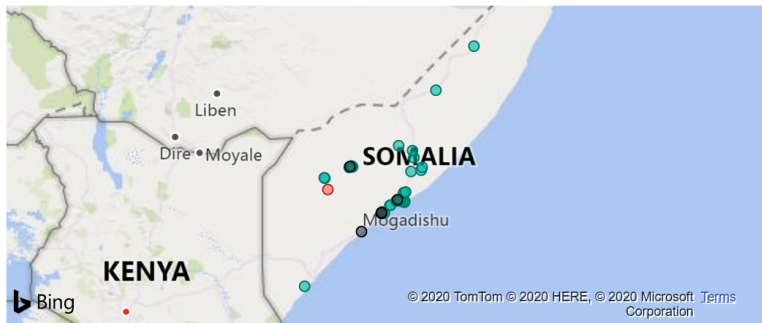 Liben
Dire
Moyale
SOMALIA
Mogadishu
KENYA
Bing
© 2020 TomTom © 2020 HERE, © 2020 Microsoft Terms
Corporation